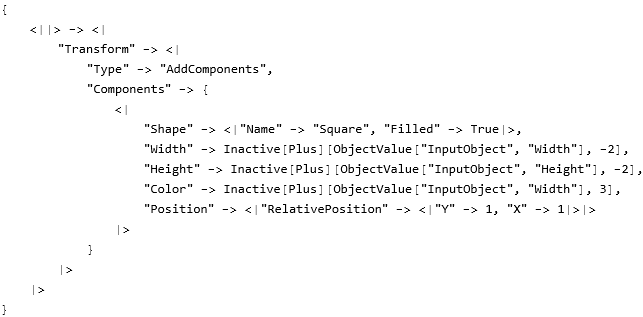 {
    <||> -> <|
        "Transform" -> <|
            "Type" -> "AddComponents",
            "Components" -> {
                <|
                    "Shape" -> <|"Name" -> "Square", "Filled" -> True|>,
                    "Width" -> Inactive[Plus][ObjectValue["InputObject", "Width"], -2],
                    "Height" -> Inactive[Plus][ObjectValue["InputObject", "Height"], -2],
                    "Color" -> Inactive[Plus][ObjectValue["InputObject", "Width"], 3],
                    "Position" -> <|"RelativePosition" -> <|"Y" -> 1, "X" -> 1|>|>
                |>
            }
        |>
    |>
}